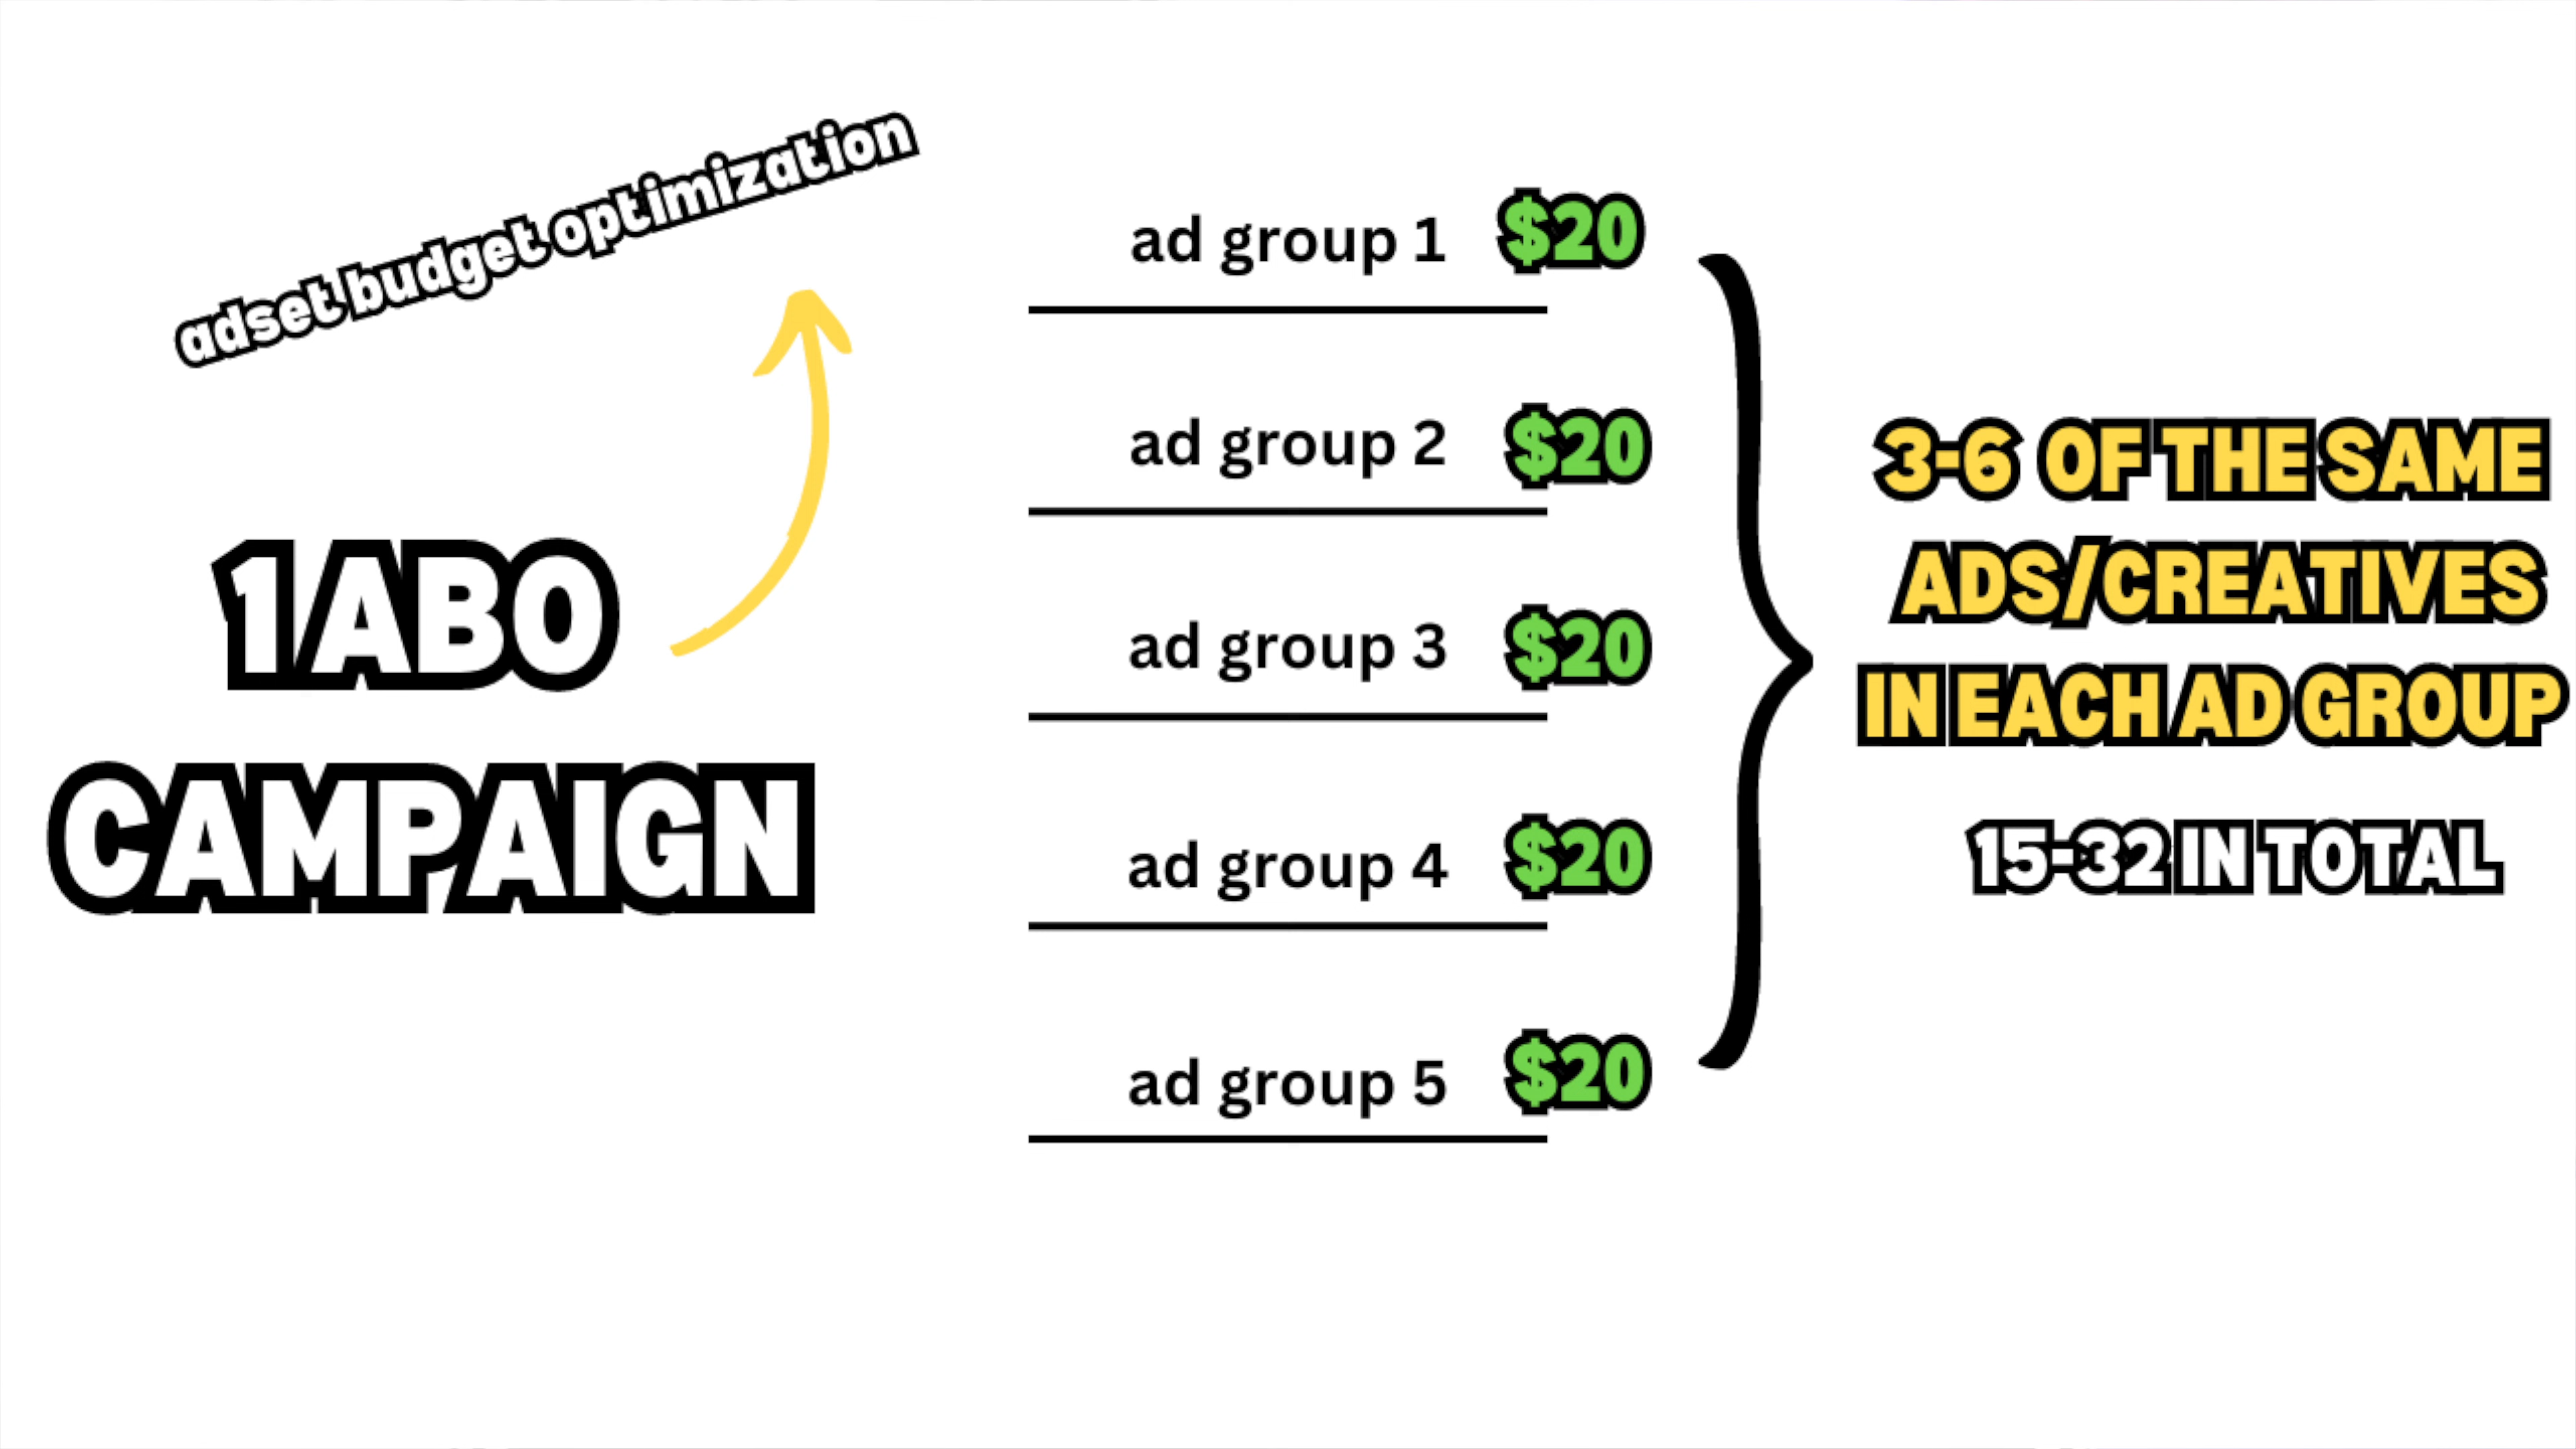 adset budget optimization
1 ABO
CAMPAIGN
ad group 1 $20
ad group 2 $20
ad group 3 $20
ad group 4 $20
ad group 5 $20
3-6 OF THE SAME
ADS/CREATIVES
IN EACH AD GROUP
15-32 IN TOTAL